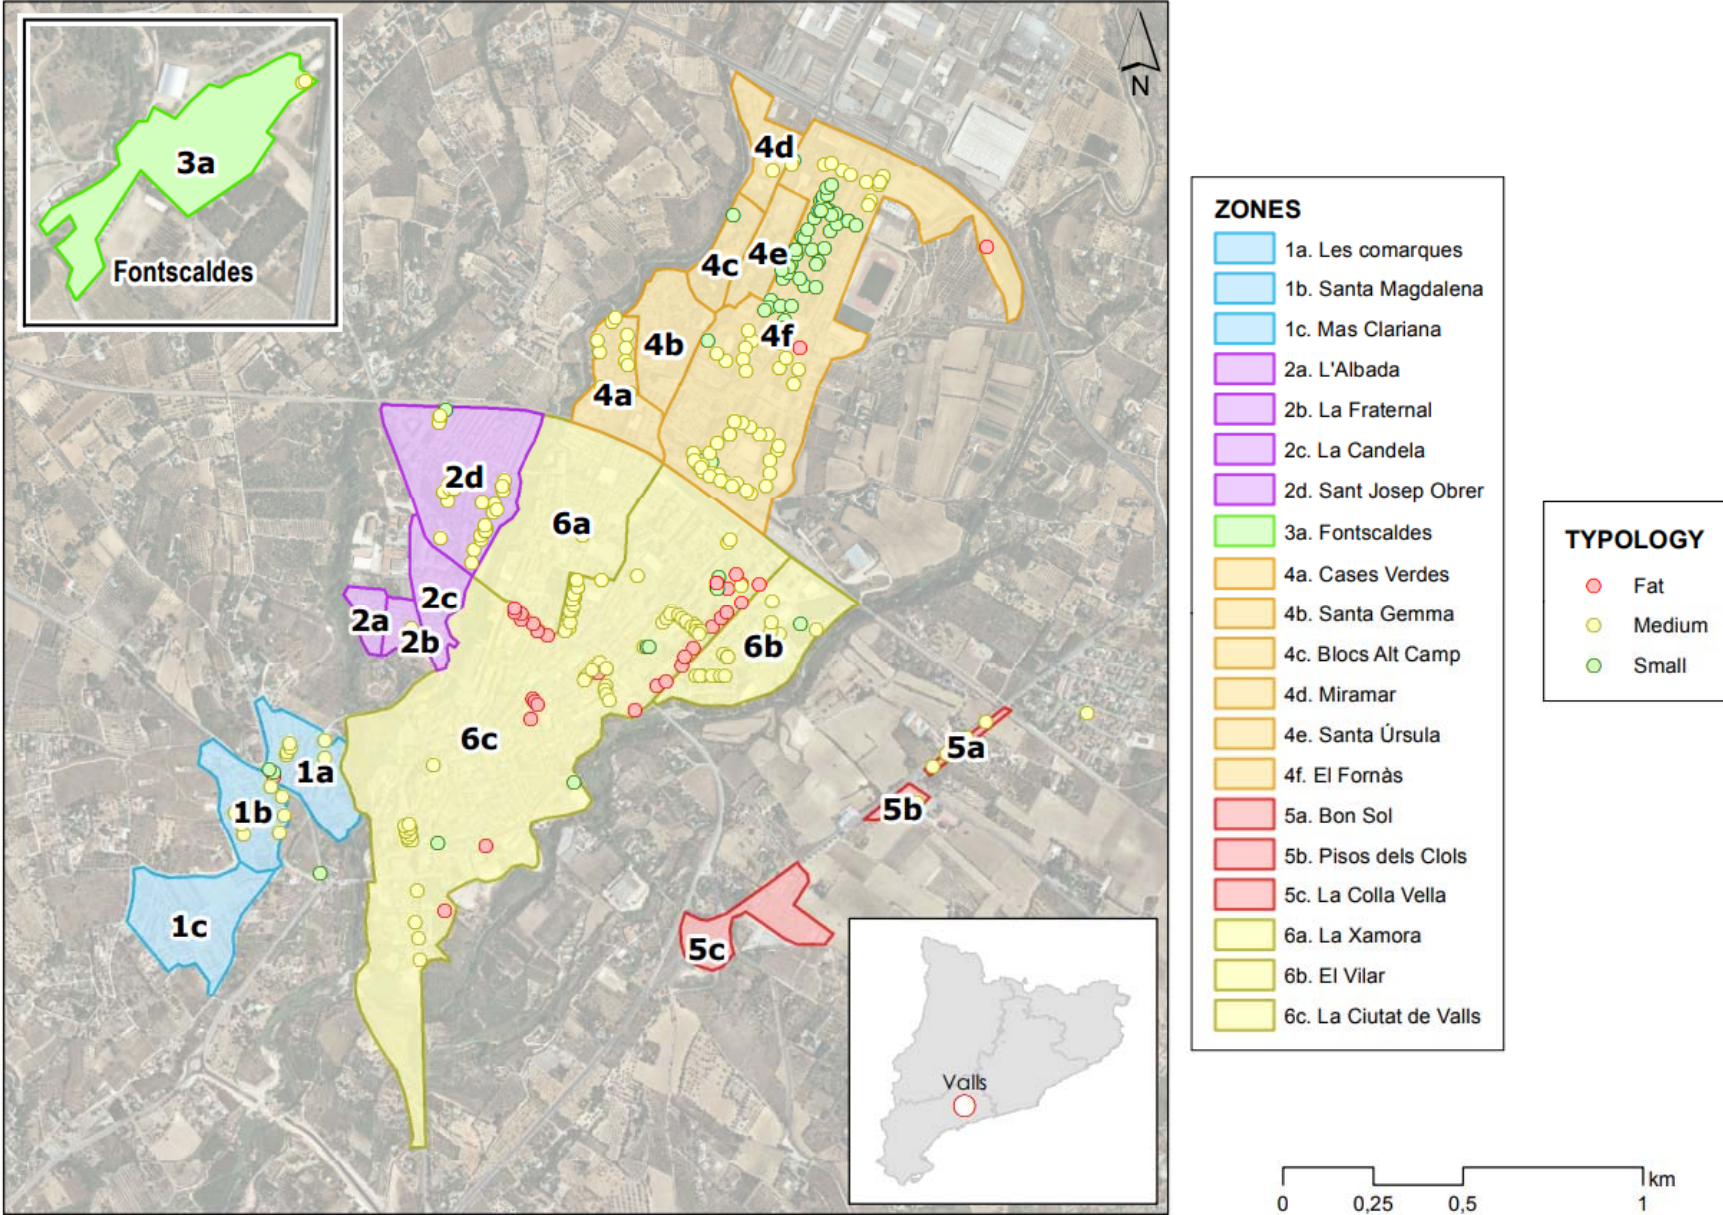 3a
Fontscaldes
N
4d
4c
4e
4b
4f
4a
2d
6a
2c
2a
2b
6b
6c
1a
1b
1c
5a
5b
5c
Valls
ZONES
1a. Les comarques
1b. Santa Magdalena
1c. Mas Clariana
2a. L'Albada
2b. La Fraternal
2c. La Candela
2d. Sant Josep Obrer
3a. Fontscaldes
4a. Cases Verdes
4b. Santa Gemma
4c. Blocs Alt Camp
4d. Miramar
4e. Santa Úrsula
4f. El Fornàs
5a. Bon Sol
5b. Pisos dels Clols
5c. La Colla Vella
6a. La Xamora
6b. El Vilar
6c. La Ciutat de Valls
TYPOLOGY
Fat
Medium
Small
km
0 0,25 0,5 1